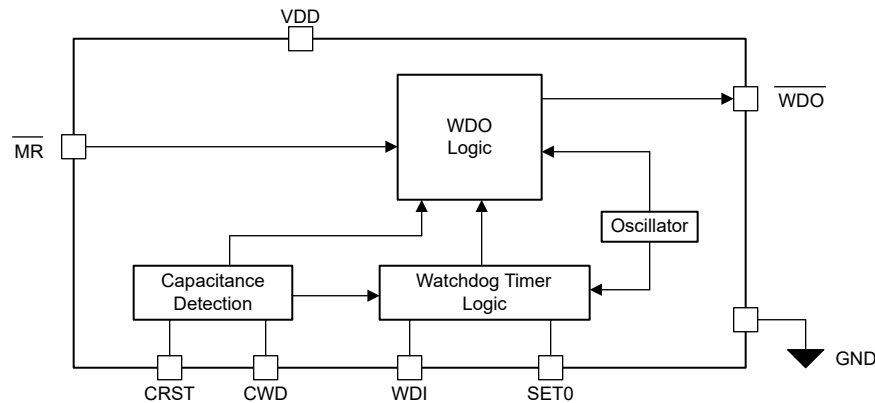 VDD
WDO
Logic
WDO
MR
Oscillator
Capacitance
Detection
Watchdog Timer
Logic
GND
CRST
CWD
WDI
SET0